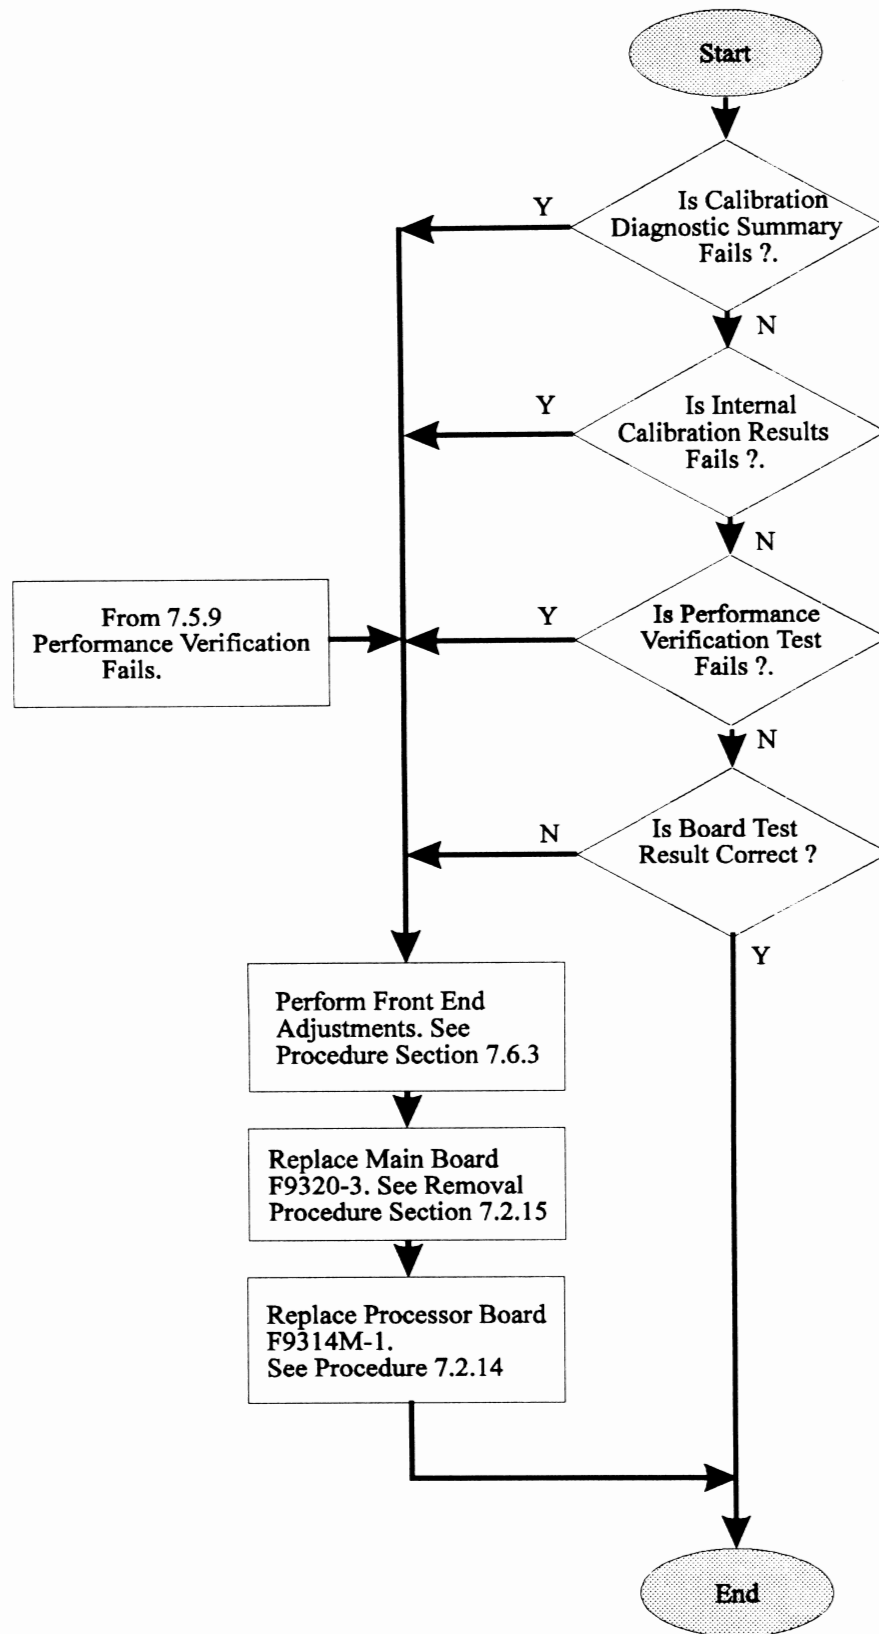 Start
Y
Is Calibration
Diagnostic Summary
Fails ?.
N
Y
Is Internal
Calibration Results
Fails ?.
N
From 7.5.9
Performance Verification
Fails.
Y
Is Performance
Verification Test
Fails ?.
N
N
Is Board Test
Result Correct ?
Y
Perform Front End
Adjustments. See
Procedure Section 7.6.3
Replace Main Board
F9320-3. See Removal
Procedure Section 7.2.15
Replace Processor Board
F9314M-1.
See Procedure 7.2.14
End